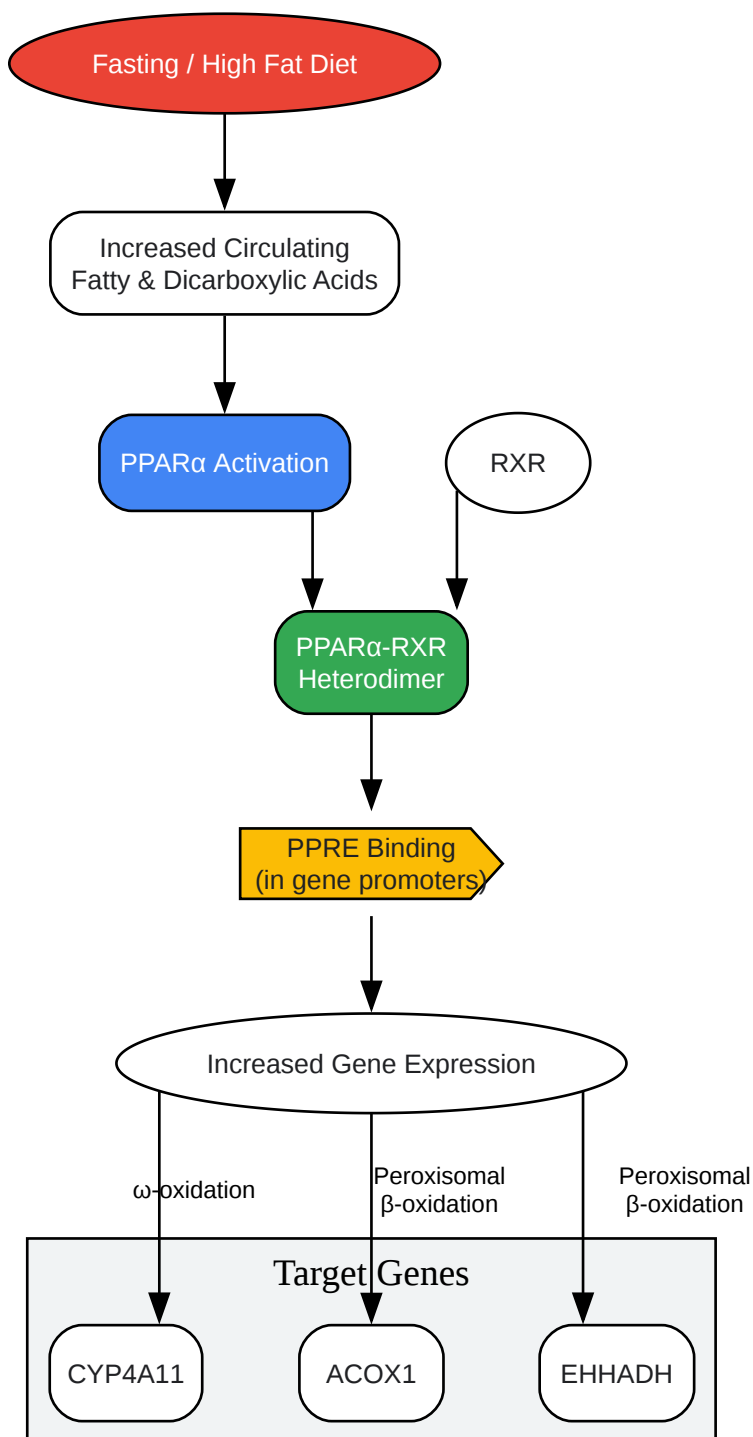 Fasting / High Fat Diet
Increased Circulating
Fatty & Dicarboxylic Acids
PPARα Activation
RXR
PPARα-RXR
Heterodimer
PPRE Binding
(in gene promoters)
Increased Gene Expression
ω-oxidation
Peroxisomal
β-oxidation
Peroxisomal
β-oxidation
Target Genes
CYP4A11
ACOX1
EHHADH